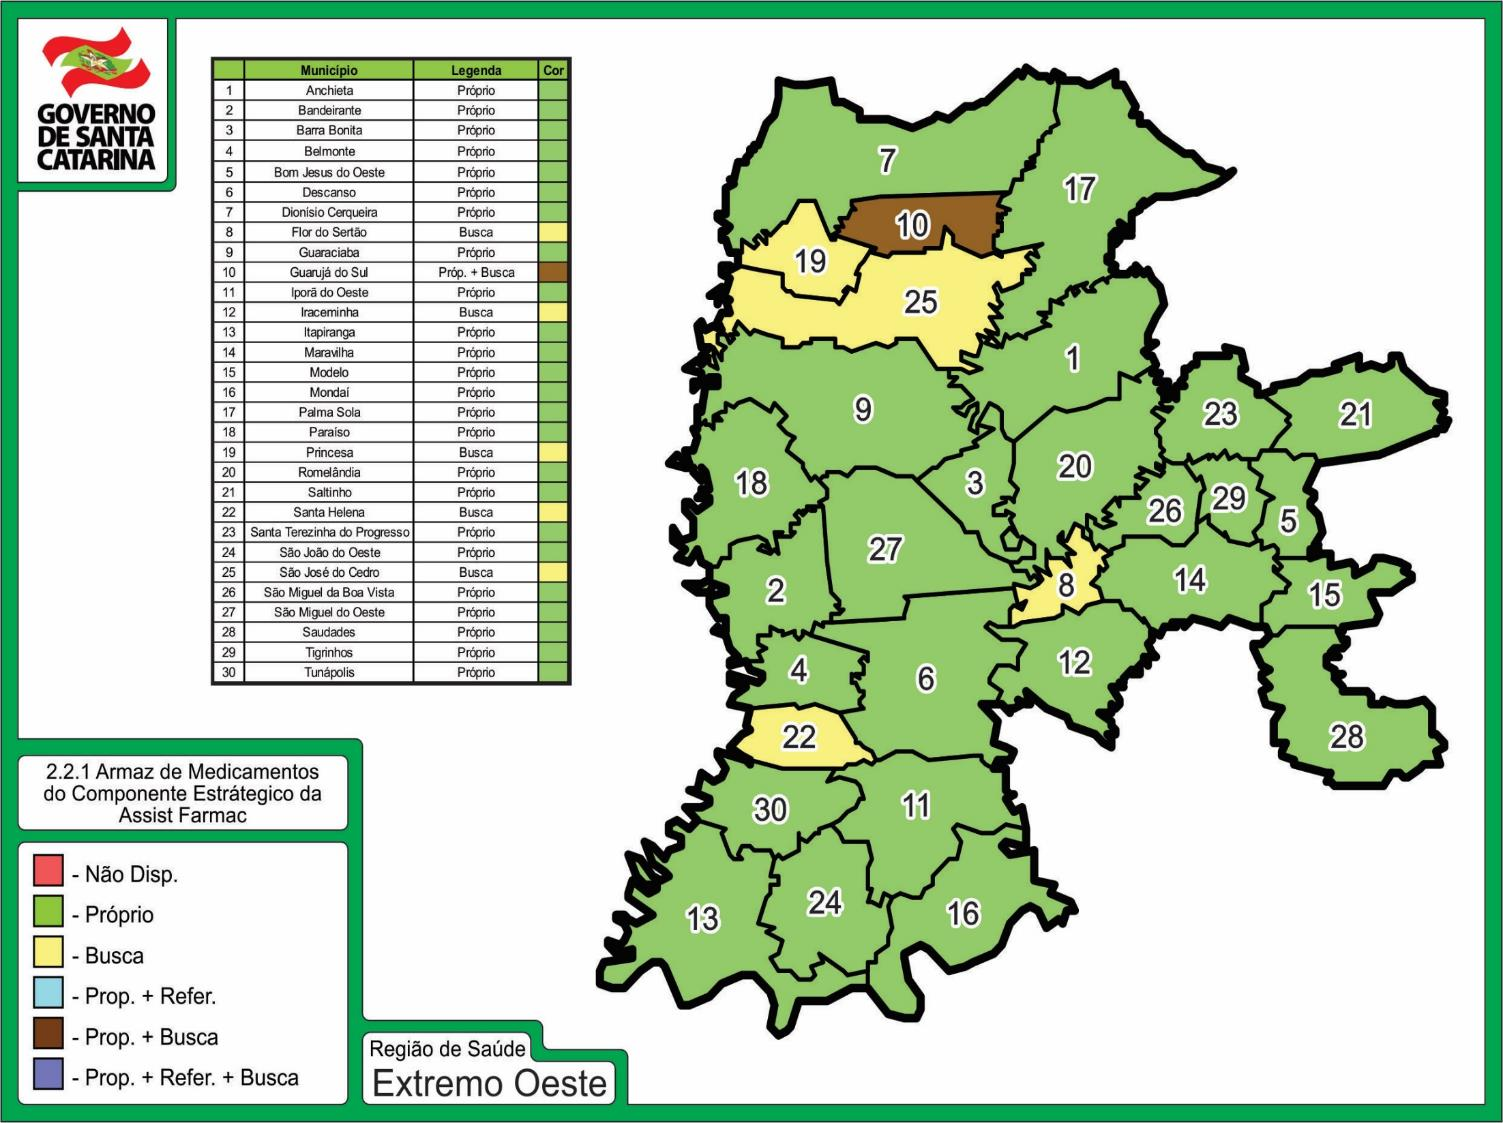 GOVERNO
DE SANTA
CATARINA
Município Legenda Cor
1 Anchieta Próprio
2 Bandeirante Próprio
3 Barra Bonita Próprio
4 Belmonte Próprio
5 Bom Jesus do Oeste Próprio
6 Descanso Próprio
7 Dionísio Cerqueira Próprio
8 Flor do Sertão Busca
9 Guaraciaba Próprio
10 Guarujá do Sul Próp. + Busca
11 Iporã do Oeste Próprio
12 Iraceminha Busca
13 Itapiranga Próprio
14 Maravilha Próprio
15 Modelo Próprio
16 Mondaí Próprio
17 Palma Sola Próprio
18 Paraíso Próprio
19 Princesa Busca
20 Romelândia Próprio
21 Saltinho Próprio
22 Santa Helena Busca
23 Santa Terezinha do Progresso Próprio
24 São João do Oeste Próprio
25 São José do Cedro Busca
26 São Miguel da Boa Vista Próprio
27 São Miguel do Oeste Próprio
28 Saudades Próprio
29 Tigrinhos Próprio
30 Tunápolis Próprio
7
17
10
19
25
1
9
23
21
20
18
3
26
29
5
27
2
8
14
15
4
6
12
22
28
30
11
13
24
16
2.2.1 Armaz de Medicamentos
do Componente Estrátegico da
Assist Farmac
- Não Disp.
- Próprio
- Busca
- Prop. + Refer.
- Prop. + Busca
- Prop. + Refer. + Busca
Região de Saúde
Extremo Oeste